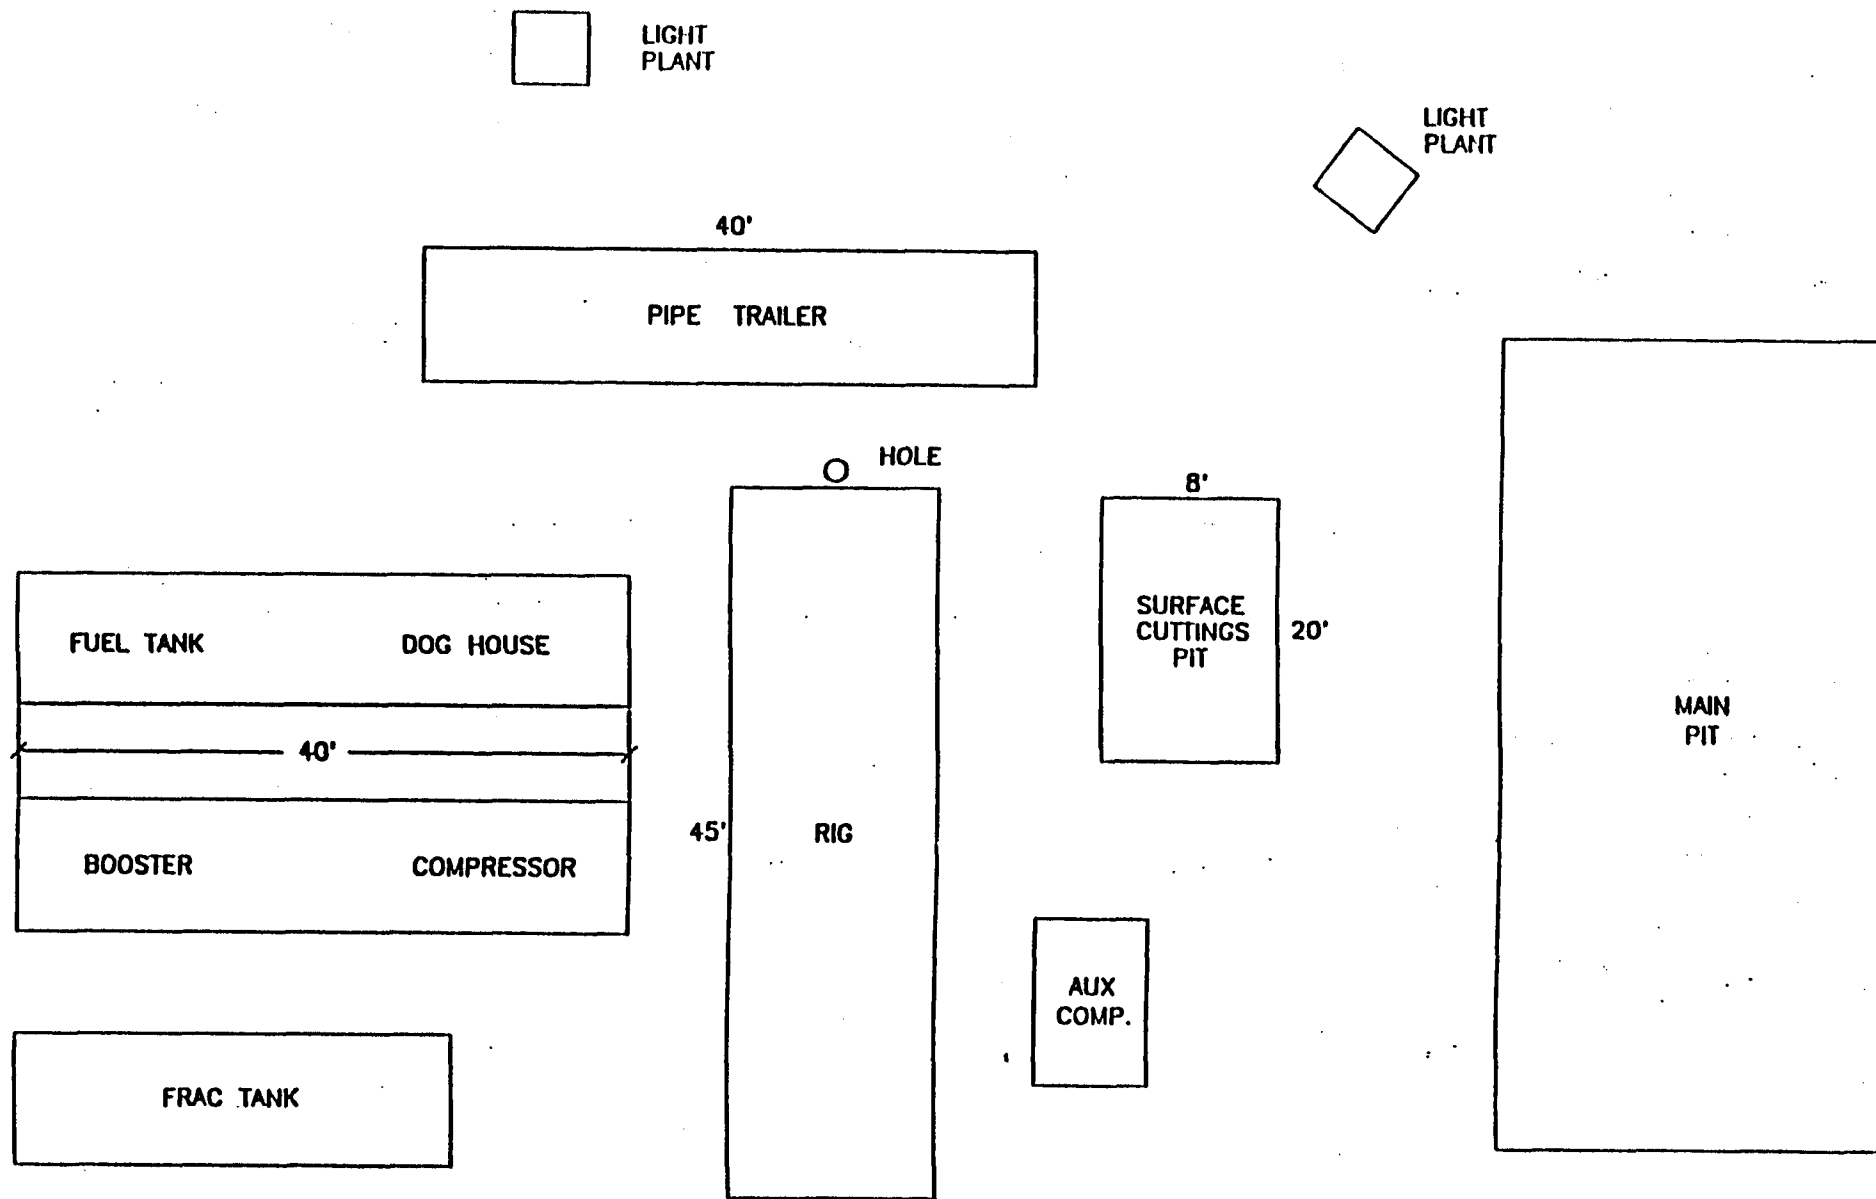 LIGHT
PLANT
LIGHT
PLANT
40'
PIPE TRAILER
HOLE
8'
SURFACE
CUTTINGS
PIT
20'
FUEL TANK DOG HOUSE
40'
MAIN
PIT
45'
RIG
BOOSTER COMPRESSOR
AUX
COMP.
FRAC TANK